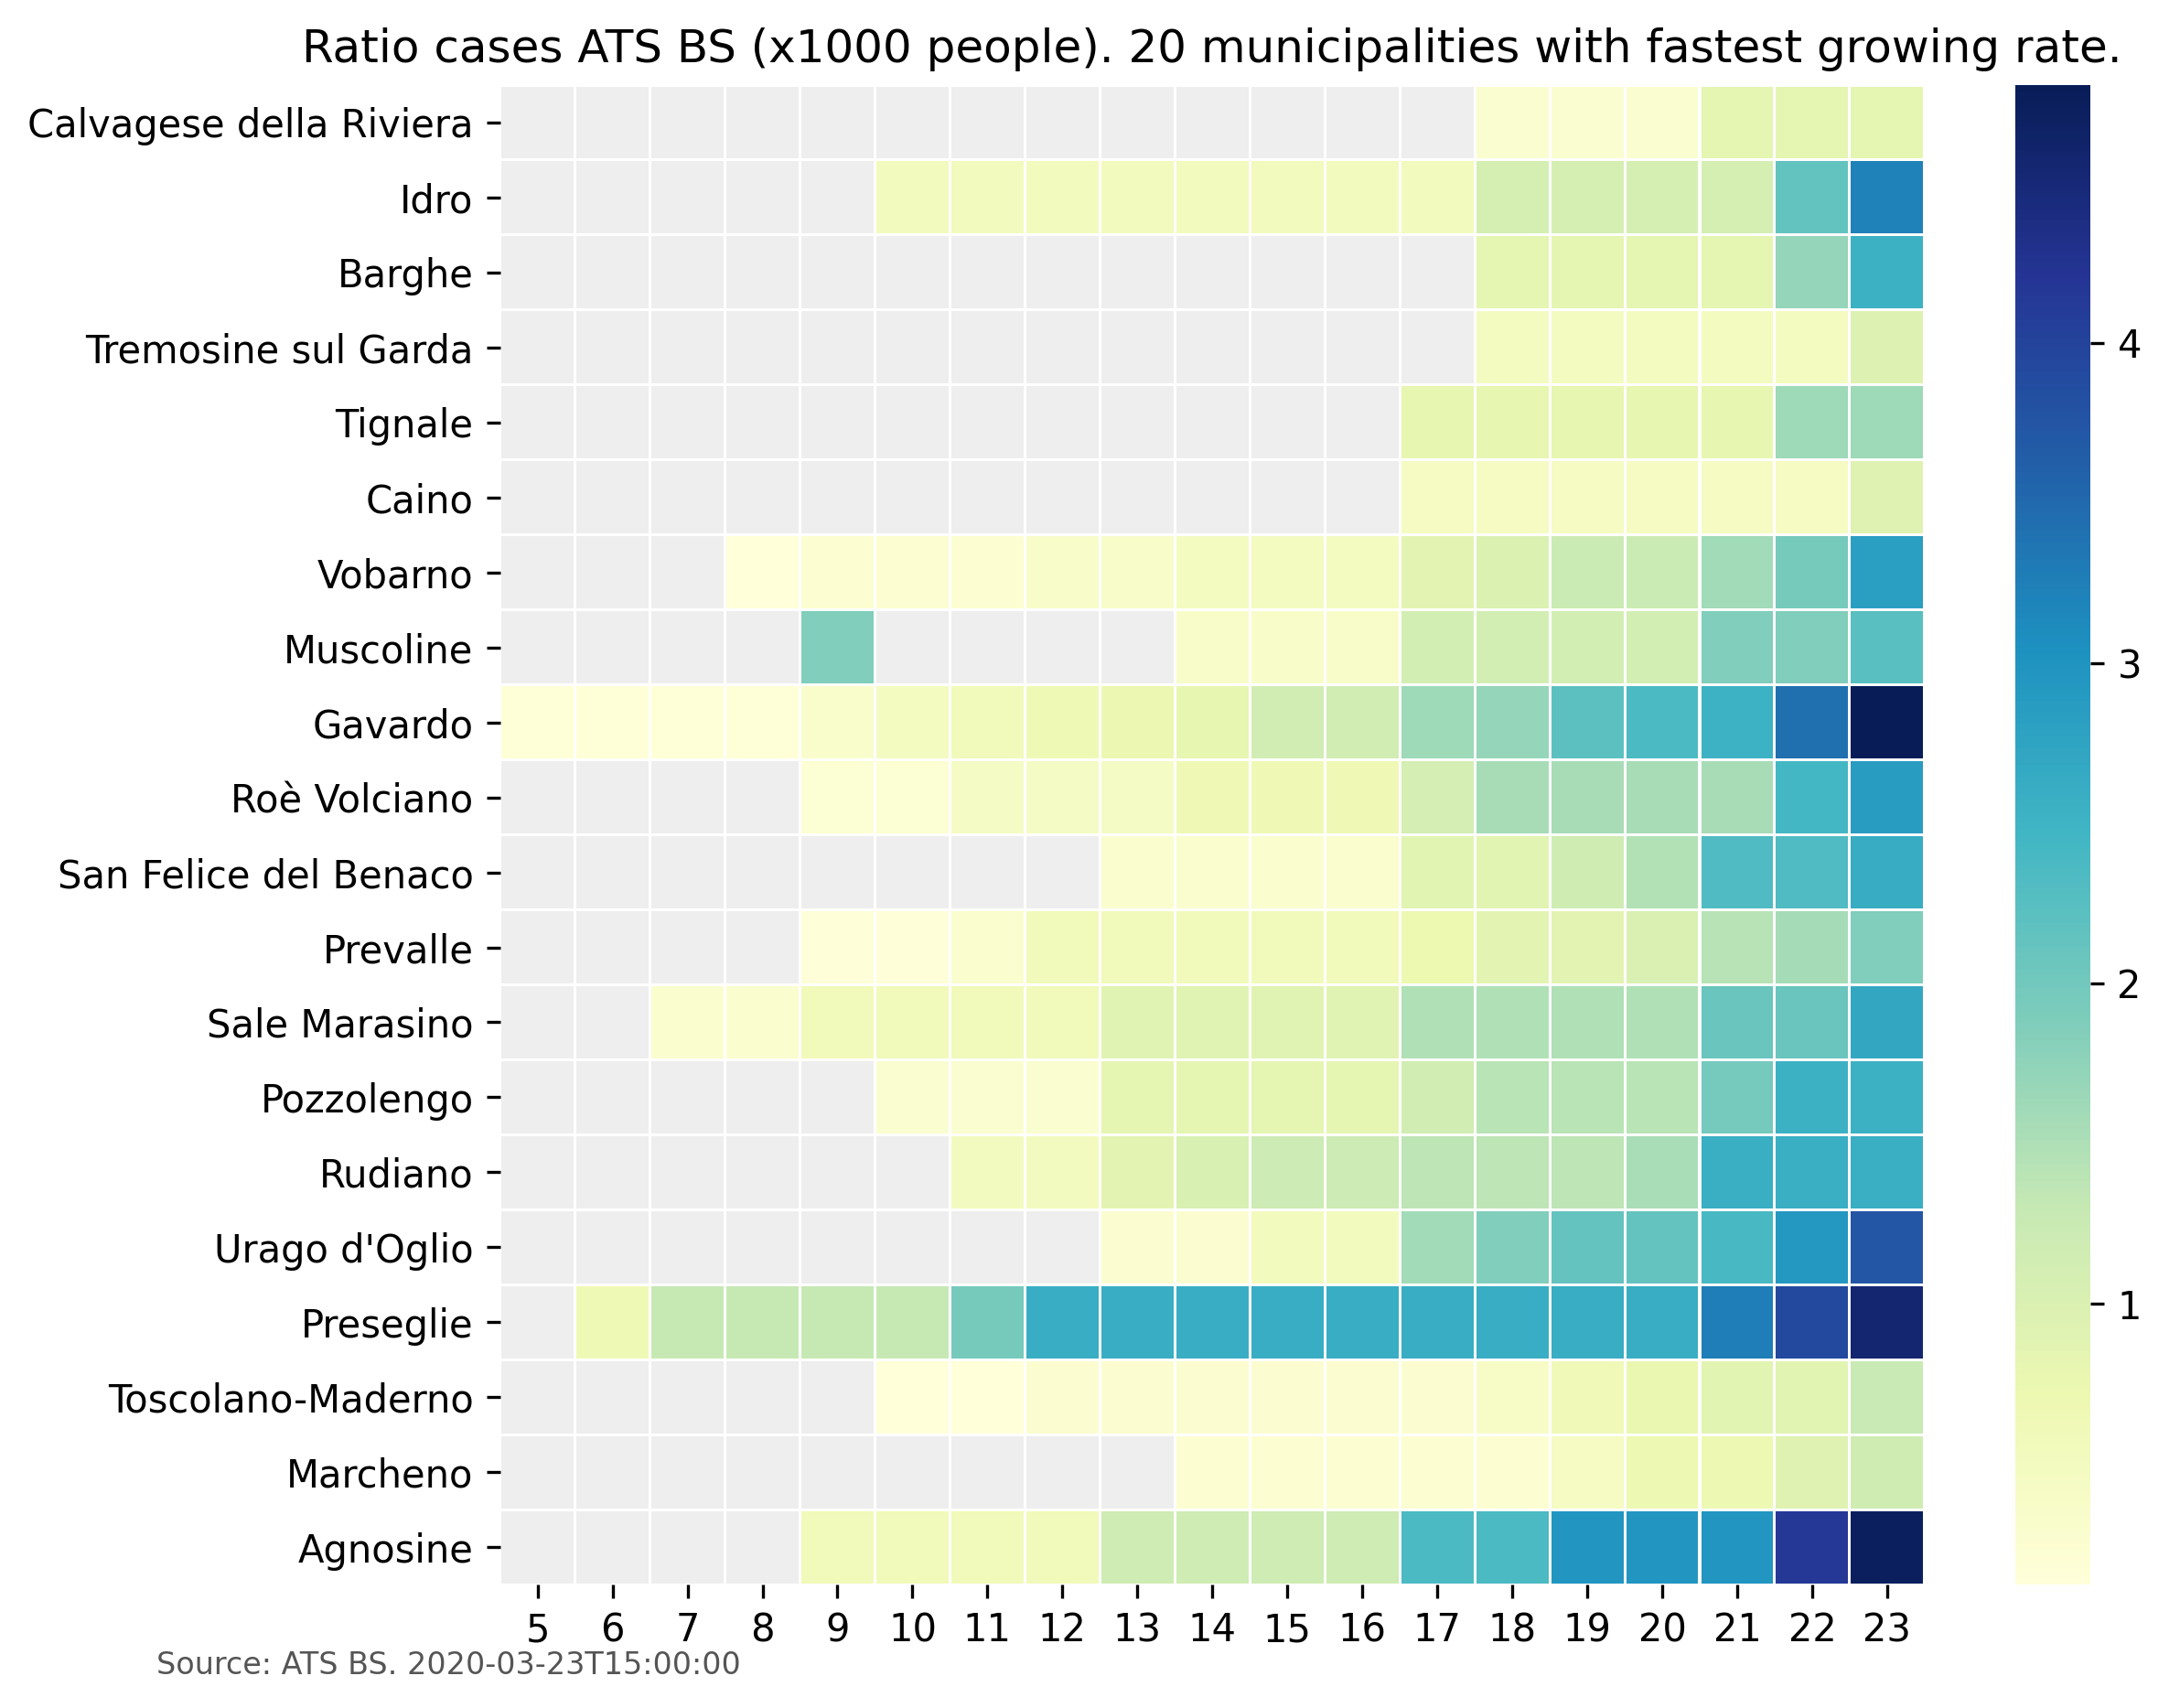 Ratio cases ATS BS (x1000 people). 20 municipalities with fastest growing rate.
Calvagese della Riviera
Idro
Barghe
Tremosine sul Garda
Tignale
Caino
Vobarno
Muscoline
Gavardo
Roè Volciano
San Felice del Benaco
Prevalle
Sale Marasino
Pozzolengo
Rudiano
Urago d'Oglio
Preseglie
Toscolano-Maderno
Marcheno
Agnosine
5 6 7 8 9 10 11 12 13 14 15 16 17 18 19 20 21 22 23
4
3
2
1
Source: ATS BS. 2020-03-23T15:00:00